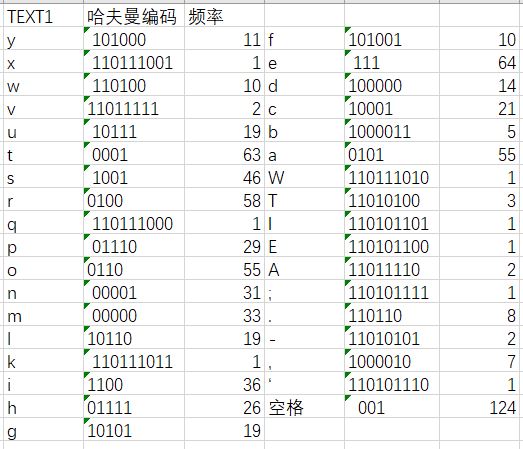 TEXT1 哈夫曼编码 频率
y 101000 11 f 101001 10
x 110111001 1 e 111 64
w 110100 10 d 100000 14
v 11011111 2 c 10001 21
u 10111 19 b 1000011 5
t 0001 63 a 0101 55
s 1001 46 W 110111010 1
r 0100 58 T 11010100 3
q 110111000 1 I 110101101 1
p 01110 29 E 110101100 1
o 0110 55 A 11011110 2
n 00001 31 ; 110101111 1
m 00000 33 . 110110 8
l 10110 19 - 11010101 2
k 110111011 1 , 1000010 7
i 1100 36 ‘ 110101110 1
h 01111 26 空格 001 124
g 10101 19